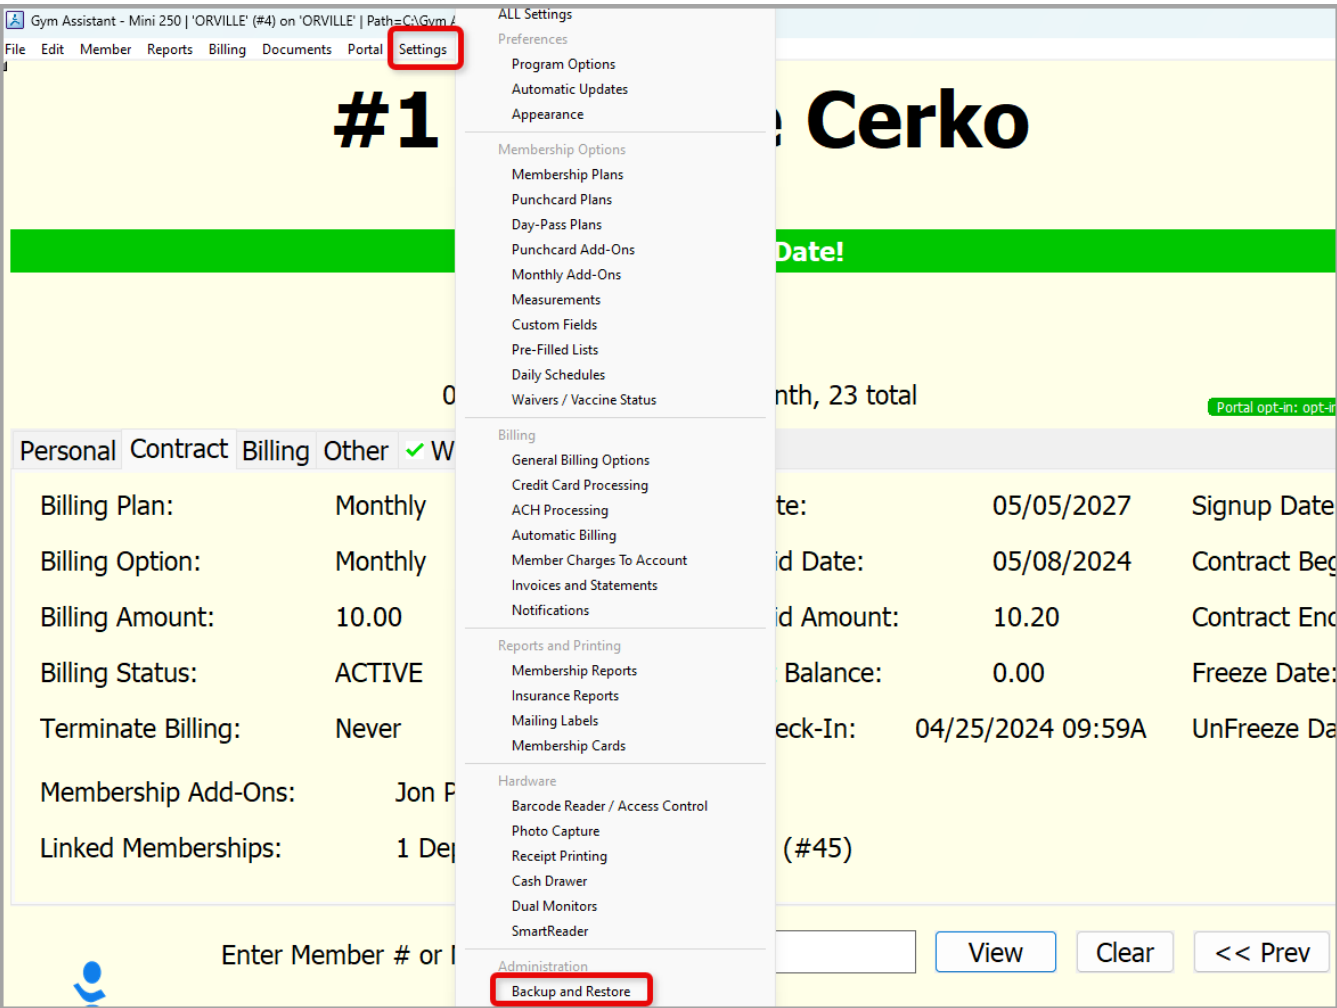 Gym Assistant - Mini 250 | 'ORVILLE' (#4) on 'ORVILLE' | Path=C:\Gym
File Edit Member Reports Billing Documents Portal Settings
#1 Cerko
Date!
nth, 23 total
Portal opt-in:
Personal Contract Billing Other
Billing Plan: Monthly 05/05/2027 Signup Date
Billing Option: Monthly id Date: 05/08/2024 Contract
Billing Amount: 10.00 id Amount: 10.20 Contract
Billing Status: ACTIVE Balance: 0.00 Freeze Date:
Terminate Billing: Never eck-In: 04/25/2024 09:59A UnFreeze
Membership Add-Ons: Jon
Linked Memberships: 1 (#45)
Enter Member # or
View Clear << Prev
ALL Settings
Preferences
Program Options
Automatic Updates
Appearance
Membership Options
Membership Plans
Punchcard Plans
Day-Pass Plans
Punchcard Add-Ons
Monthly Add-Ons
Measurements
Custom Fields
Pre-Filled Lists
Daily Schedules
Waivers / Vaccine Status
Billing
General Billing Options
Credit Card Processing
ACH Processing
Automatic Billing
Member Charges To Account
Invoices and Statements
Notifications
Reports and Printing
Membership Reports
Insurance Reports
Mailing Labels
Membership Cards
Hardware
Barcode Reader / Access Control
Photo Capture
Receipt Printing
Cash Drawer
Dual Monitors
SmartReader
Administration
Backup and Restore